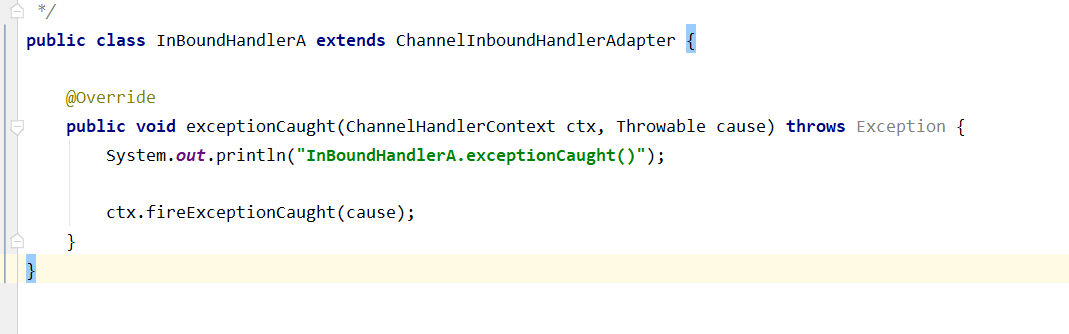 */
public class InBoundHandlerA extends ChannelInboundHandlerAdapter {
@Override
public void exceptionCaught(ChannelHandlerContext ctx, Throwable cause) throws Exception {
System.out.println("InBoundHandlerA.exceptionCaught()");
ctx.fireExceptionCaught(cause);
}
}